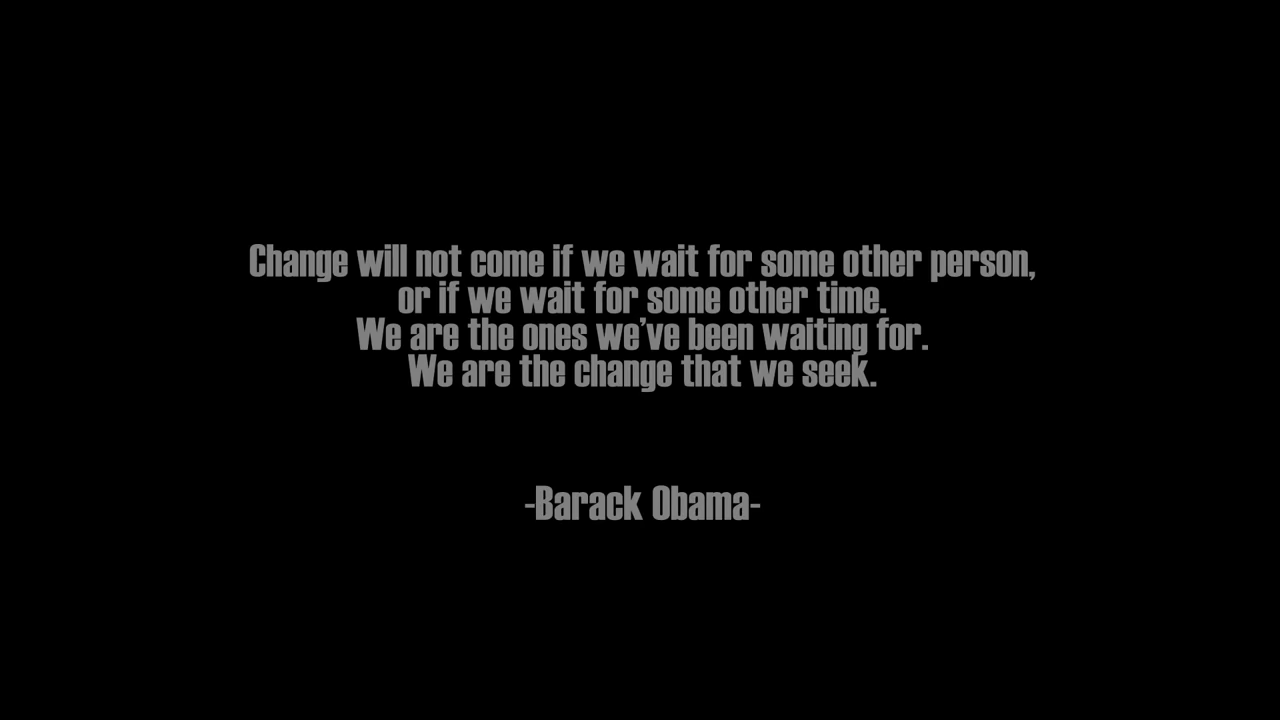 Change will not come if we wait for some other person,
or if we wait for some other time.
We are the ones we've been waiting for.
We are the change that we seek.
-Barack Obama-